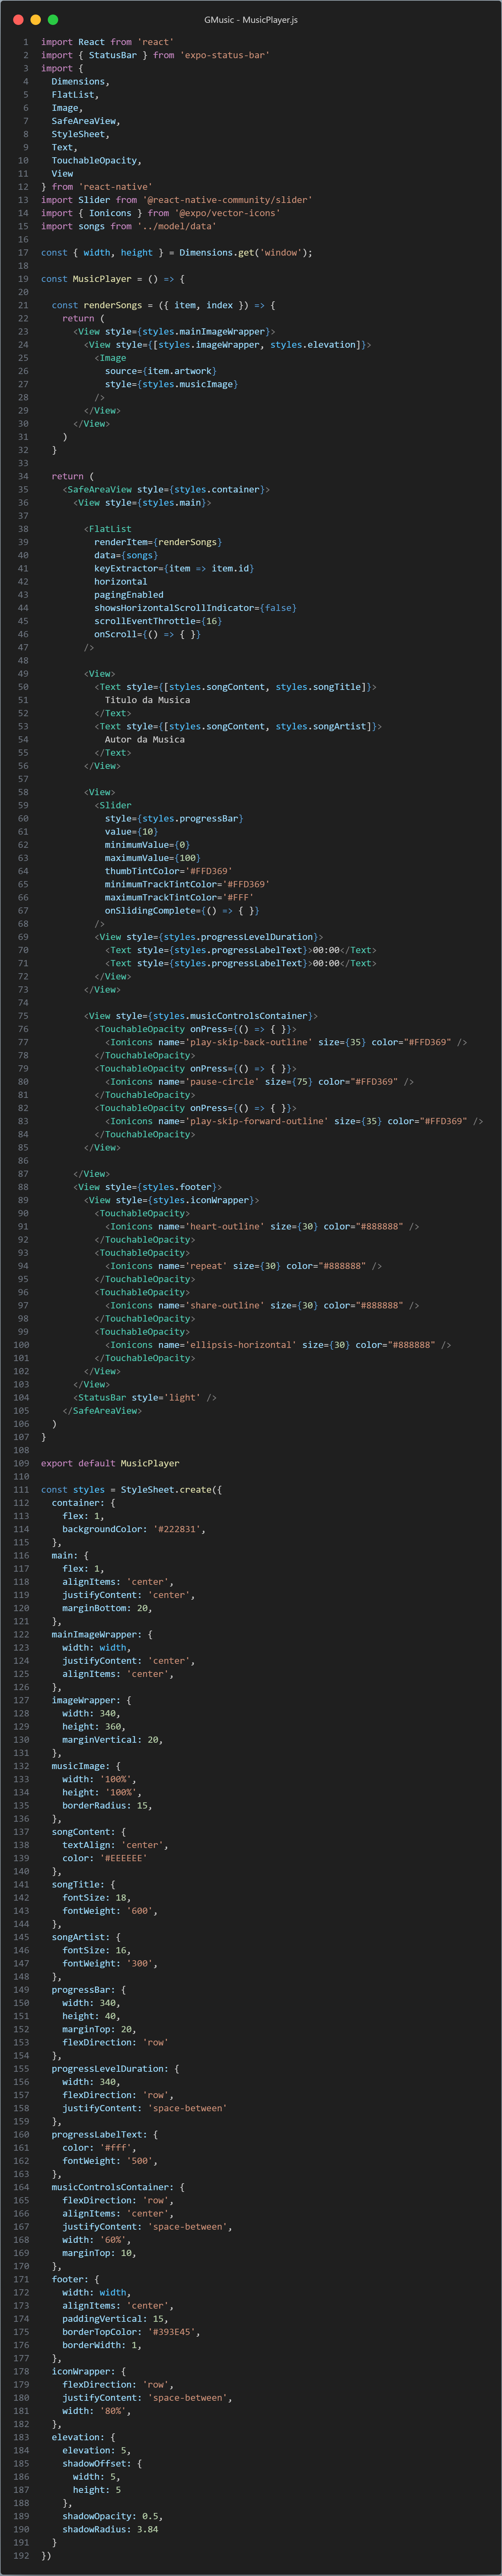 GMusic - MusicPlayer.js
1 import React from 'react'
2 import { StatusBar } from 'expo-status-bar'
3 import {
4   Dimensions,
5   FlatList,
6   Image,
7   SafeAreaView,
8   StyleSheet,
9   Text,
10   TouchableOpacity,
11   View
12 } from 'react-native'
13 import Slider from '@react-native-community/slider'
14 import { Ionicons } from '@expo/vector-icons'
15 import songs from '../model/data'
16
17 const { width, height } = Dimensions.get('window');
18
19 const MusicPlayer = () => {
20
21   const renderSongs = ({ item, index }) => {
22     return (
23       <View style={styles.mainImageWrapper}>
24         <View style={[styles.imageWrapper, styles.elevation]}>
25           <Image
26             source={item.artwork}
27             style={styles.musicImage}
28           />
29         </View>
30       </View>
31     )
32   }
33
34   return (
35     <SafeAreaView style={styles.container}>
36       <View style={styles.main}>
37
38         <FlatList
39           renderItem={renderSongs}
40           data={songs}
41           keyExtractor={item => item.id}
42           horizontal
43           pagingEnabled
44           showsHorizontalScrollIndicator={false}
45           scrollEventThrottle={16}
46           onScroll={() => { }}
47         />
48
49         <View>
50           <Text style={[styles.songContent, styles.songTitle]}>
51             Titulo da Musica
52           </Text>
53           <Text style={[styles.songContent, styles.songArtist]}>
54             Autor da Musica
55           </Text>
56         </View>
57
58         <View>
59           <Slider
60             style={styles.progressBar}
61             value={10}
62             minimumValue={0}
63             maximumValue={100}
64             thumbTintColor='#FFD369'
65             minimumTrackTintColor='#FFD369'
66             maximumTrackTintColor='#FFF'
67             onSlidingComplete={() => { }}
68           />
69           <View style={styles.progressLevelDuration}>
70             <Text style={styles.progressLabelText}>00:00</Text>
71             <Text style={styles.progressLabelText}>00:00</Text>
72           </View>
73         </View>
74
75         <View style={styles.musicControlsContainer}>
76           <TouchableOpacity onPress={() => { }}>
77             <Ionicons name='play-skip-back-outline' size={35} color="#FFD369" />
78           </TouchableOpacity>
79           <TouchableOpacity onPress={() => { }}>
80             <Ionicons name='pause-circle' size={75} color="#FFD369" />
81           </TouchableOpacity>
82           <TouchableOpacity onPress={() => { }}>
83             <Ionicons name='play-skip-forward-outline' size={35} color="#FFD369" />
84           </TouchableOpacity>
85         </View>
86
87       </View>
88       <View style={styles.footer}>
89         <View style={styles.iconWrapper}>
90           <TouchableOpacity>
91             <Ionicons name='heart-outline' size={30} color="#888888" />
92           </TouchableOpacity>
93           <TouchableOpacity>
94             <Ionicons name='repeat' size={30} color="#888888" />
95           </TouchableOpacity>
96           <TouchableOpacity>
97             <Ionicons name='share-outline' size={30} color="#888888" />
98           </TouchableOpacity>
99           <TouchableOpacity>
100             <Ionicons name='ellipsis-horizontal' size={30} color="#888888" />
101           </TouchableOpacity>
102         </View>
103       </View>
104       <StatusBar style='light' />
105     </SafeAreaView>
106   )
107 }
108
109 export default MusicPlayer
110
111 const styles = StyleSheet.create({
112   container: {
113     flex: 1,
114     backgroundColor: '#222831',
115   },
116   main: {
117     flex: 1,
118     alignItems: 'center',
119     justifyContent: 'center',
120     marginBottom: 20,
121   },
122   mainImageWrapper: {
123     width: width,
124     justifyContent: 'center',
125     alignItems: 'center',
126   },
127   imageWrapper: {
128     width: 340,
129     height: 360,
130     marginVertical: 20,
131   },
132   musicImage: {
133     width: '100%',
134     height: '100%',
135     borderRadius: 15,
136   },
137   songContent: {
138     textAlign: 'center',
139     color: '#EEEEEE'
140   },
141   songTitle: {
142     fontSize: 18,
143     fontWeight: '600',
144   },
145   songArtist: {
146     fontSize: 16,
147     fontWeight: '300',
148   },
149   progressBar: {
150     width: 340,
151     height: 40,
152     marginTop: 20,
153     flexDirection: 'row'
154   },
155   progressLevelDuration: {
156     width: 340,
157     flexDirection: 'row',
158     justifyContent: 'space-between'
159   },
160   progressLabelText: {
161     color: '#fff',
162     fontWeight: '500',
163   },
164   musicControlsContainer: {
165     flexDirection: 'row',
166     alignItems: 'center',
167     justifyContent: 'space-between',
168     width: '60%',
169     marginTop: 10,
170   },
171   footer: {
172     width: width,
173     alignItems: 'center',
174     paddingVertical: 15,
175     borderTopColor: '#393E45',
176     borderWidth: 1,
177   },
178   iconWrapper: {
179     flexDirection: 'row',
180     justifyContent: 'space-between',
181     width: '80%',
182   },
183   elevation: {
184     elevation: 5,
185     shadowOffset: {
186       width: 5,
187       height: 5
188     },
189     shadowOpacity: 0.5,
190     shadowRadius: 3.84
191   }
192 })